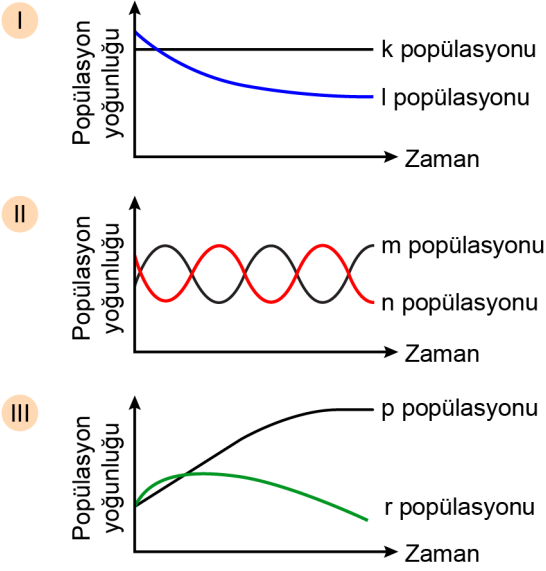 I
Popülasyon
yoğunluğu
k popülasyonu
l popülasyonu
Zaman
II
Popülasyon
yoğunluğu
m popülasyonu
n popülasyonu
Zaman
III
Popülasyon
yoğunluğu
p popülasyonu
r popülasyonu
Zaman